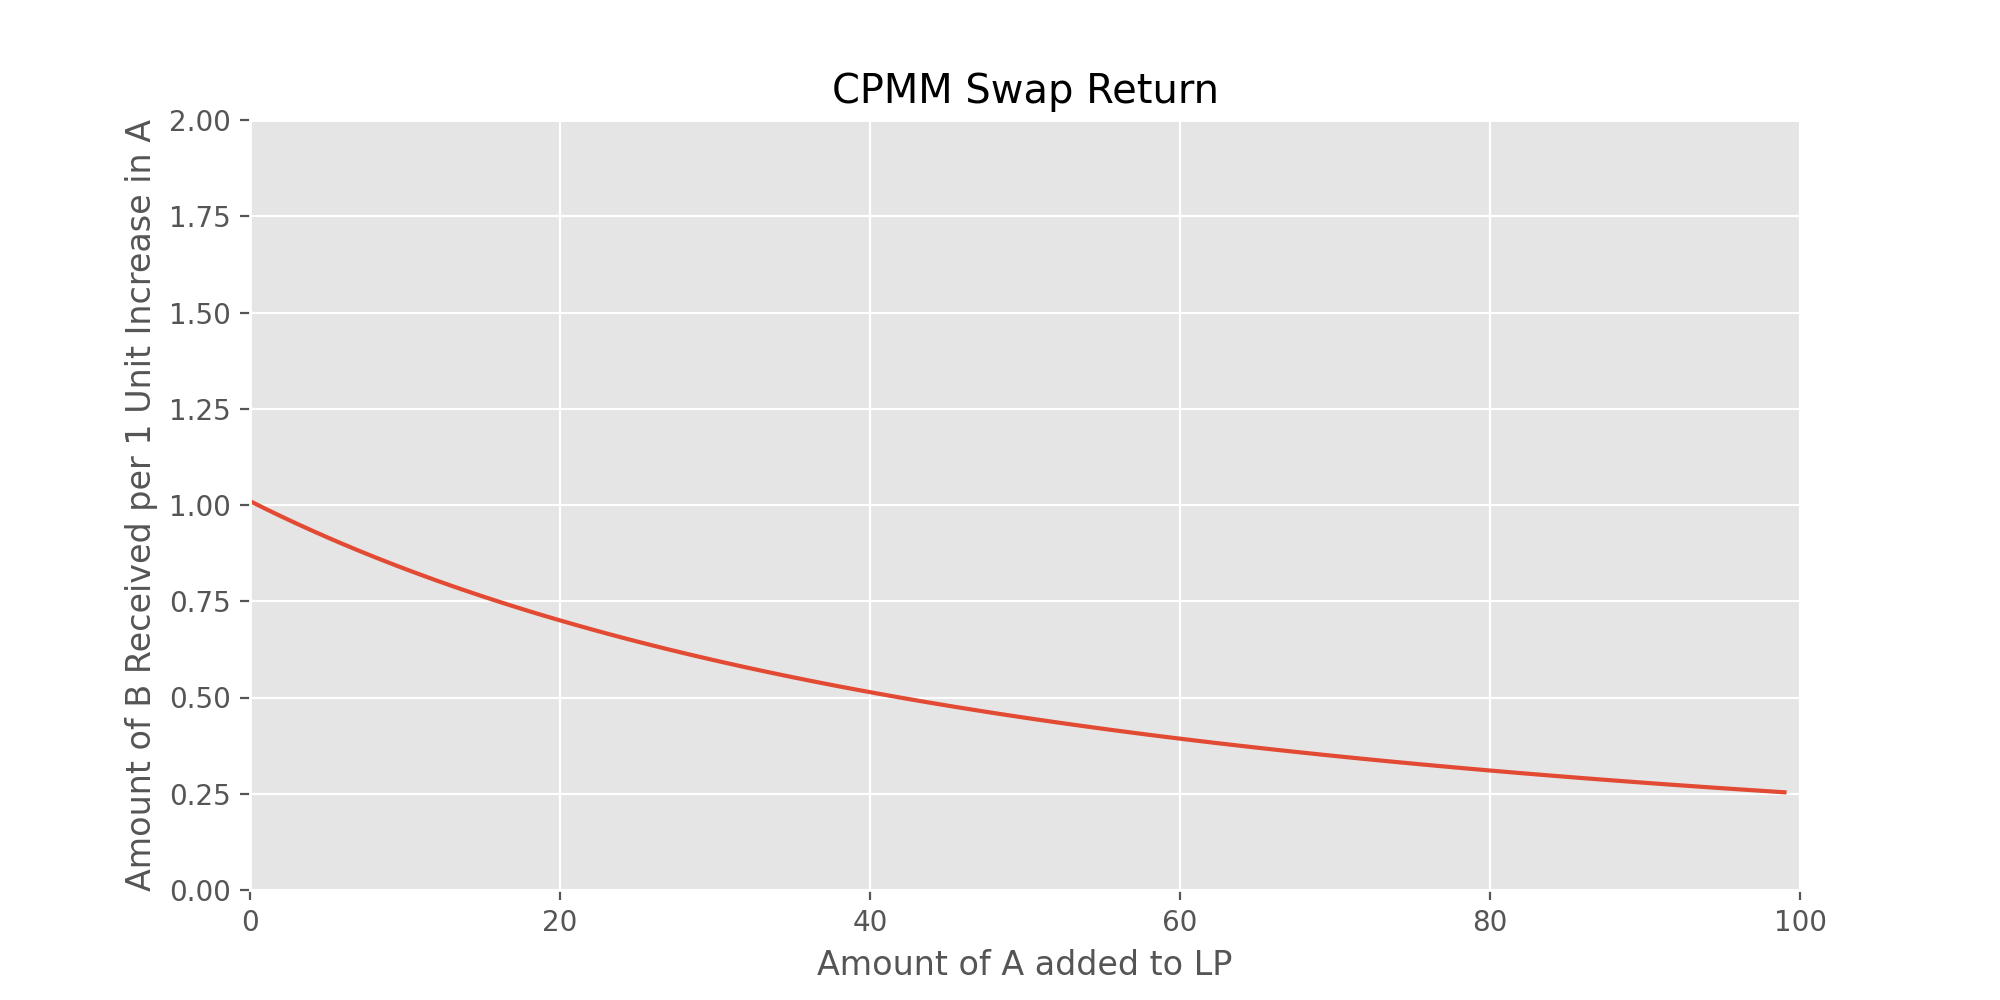 CPMM Swap Return
Amount of B Received per 1 Unit Increase in A
2.00
1.75
1.50
1.25
1.00
0.75
0.50
0.25
0.00
0 20 40 60 80 100
Amount of A added to LP